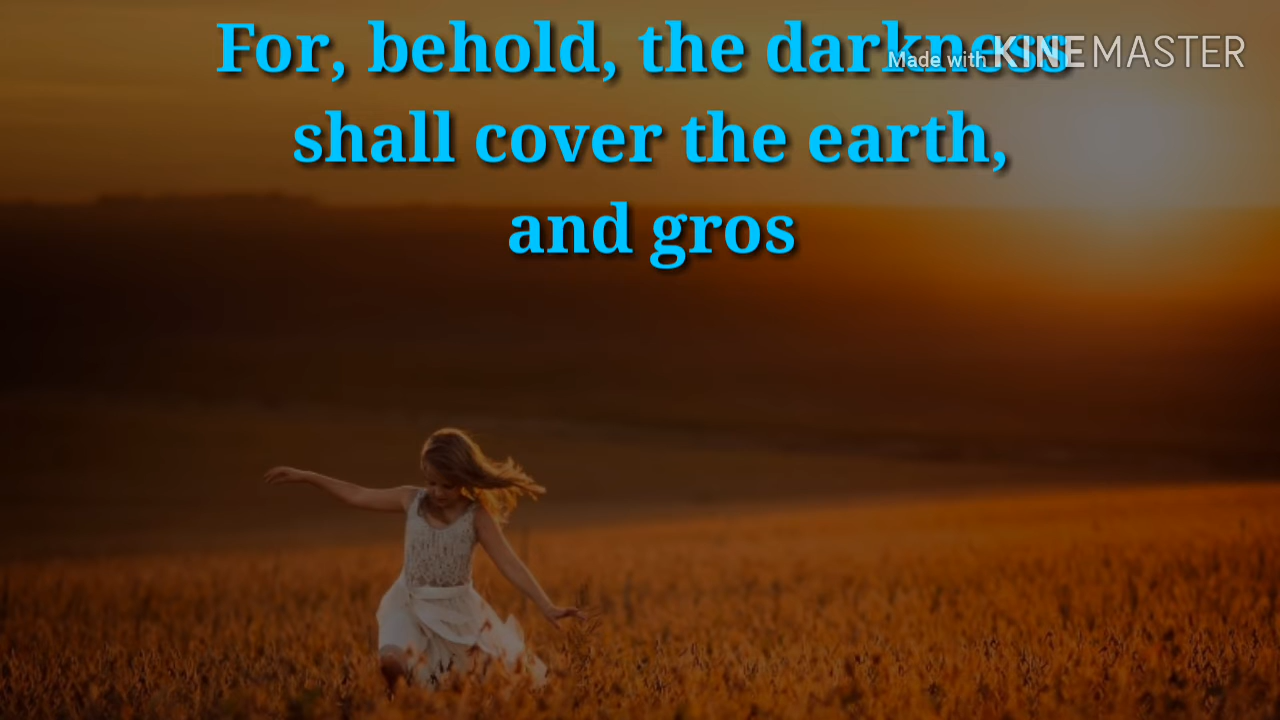 For, behold, the darkness
Made with KINEMASTER
shall cover the earth,
and gros